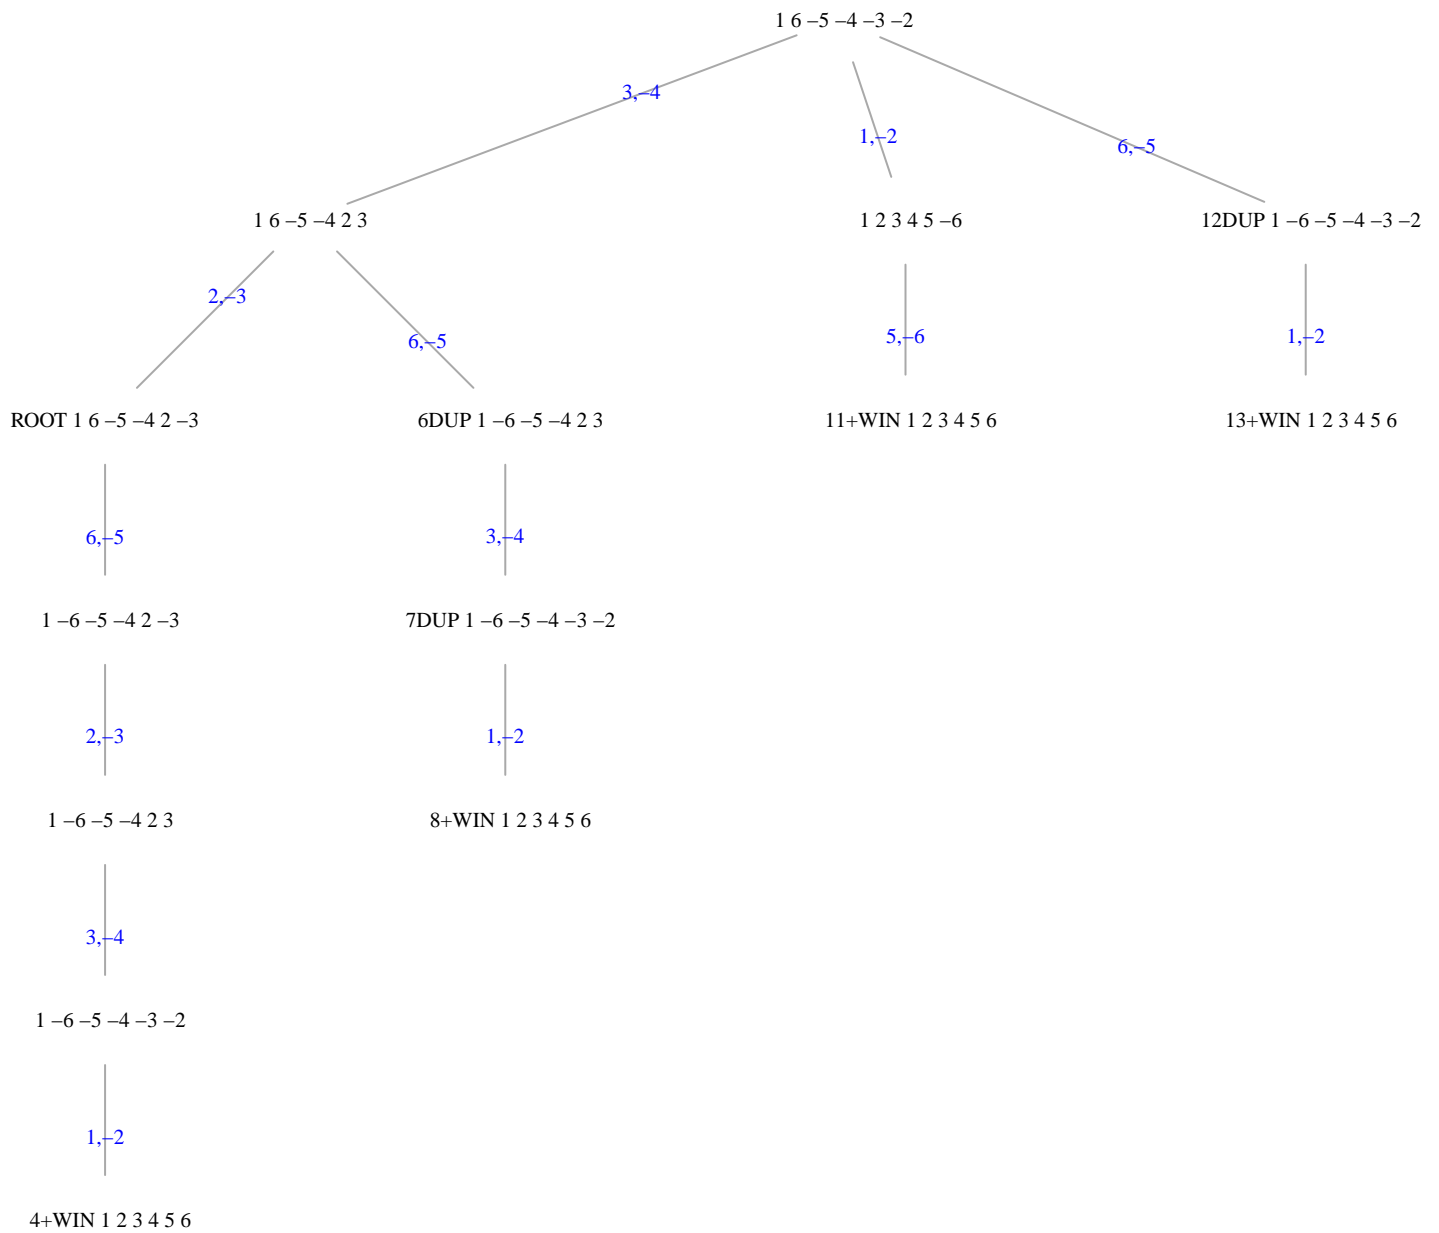 1 6 –5 –4 –3 –2
3,–4
1,–2
6,–5
1 6 –5 –4 2 3
1 2 3 4 5 –6
12DUP 1 –6 –5 –4 –3 –2
2,–3
6,–5
5,–6
1,–2
ROOT 1 6 –5 –4 2 –3
6DUP 1 –6 –5 –4 2 3
11+WIN 1 2 3 4 5 6
13+WIN 1 2 3 4 5 6
6,–5
3,–4
1 –6 –5 –4 2 –3
7DUP 1 –6 –5 –4 –3 –2
2,–3
1,–2
1 –6 –5 –4 2 3
8+WIN 1 2 3 4 5 6
3,–4
1 –6 –5 –4 –3 –2
1,–2
4+WIN 1 2 3 4 5 6